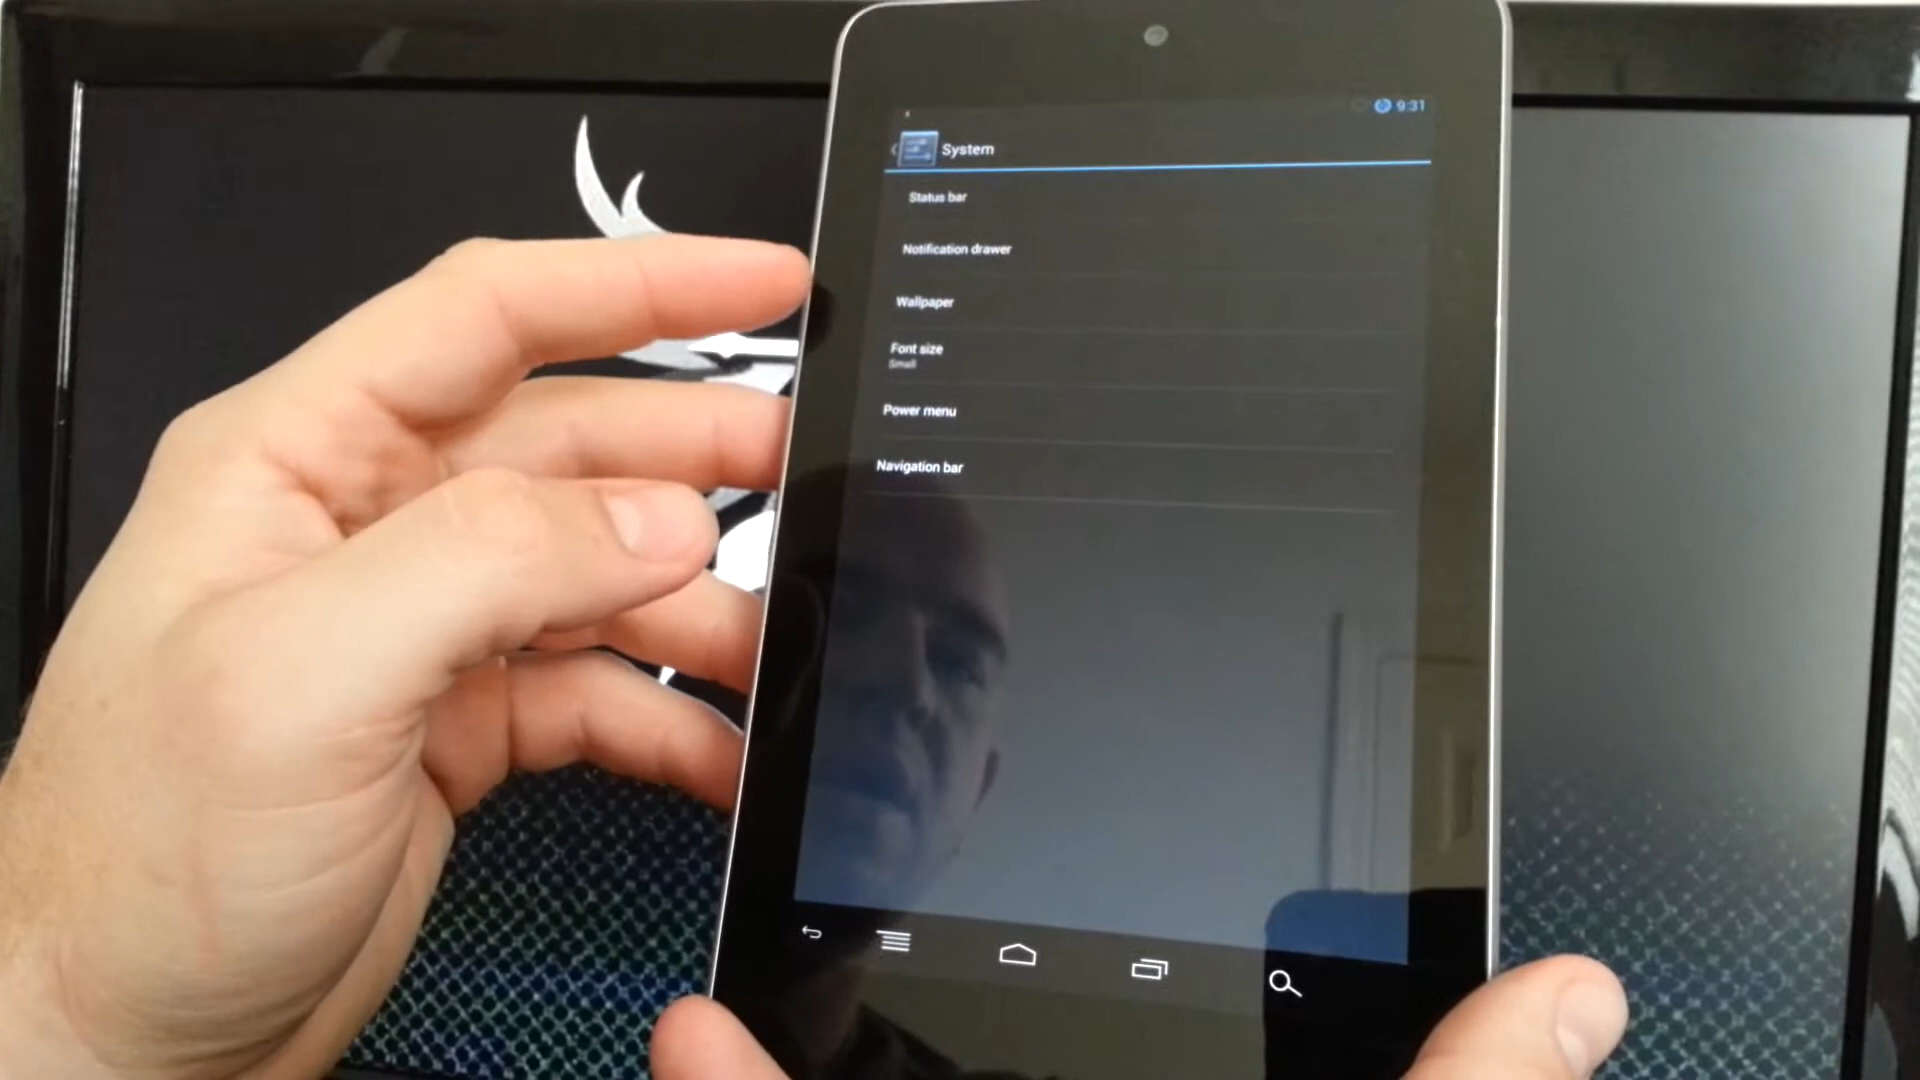 9:31
System
Status bar
Notification drawer
Wallpaper
Font size
Small
Power menu
Navigation bar